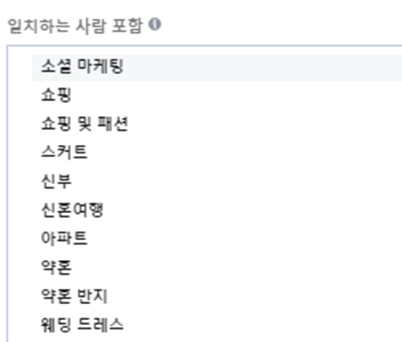 일치하는 사람 포함
소셜 마케팅
쇼핑
쇼핑 및 패션
스커트
신부
신혼여행
아파트
약혼
약혼 반지
웨딩 드레스